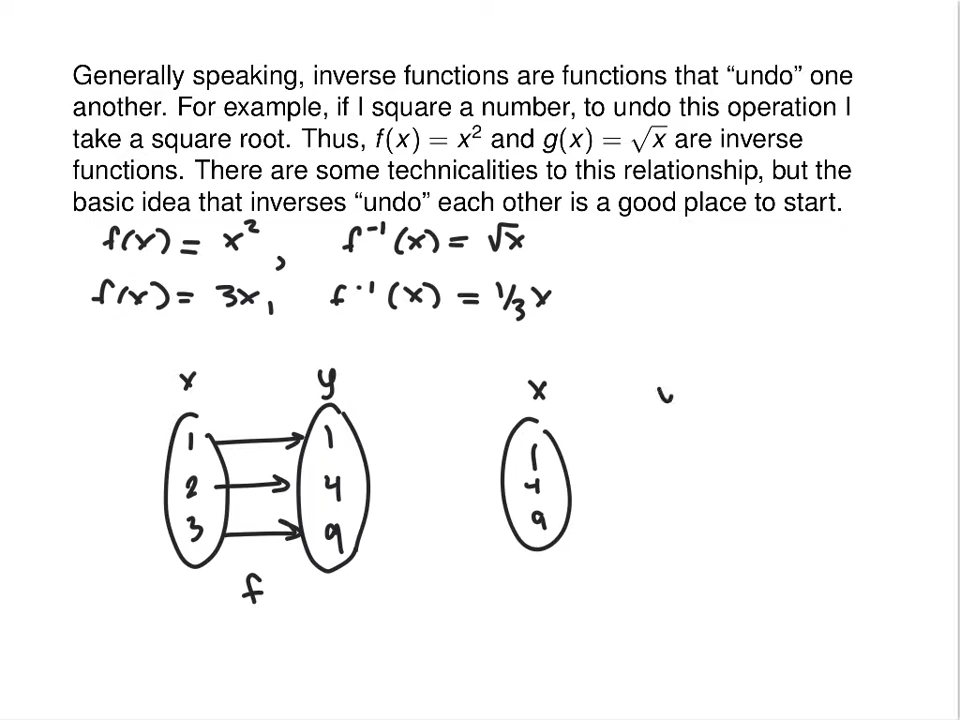 Generally speaking, inverse functions are functions that “undo” one
another. For example, if I square a number, to undo this operation I
take a square root. Thus, f(x) = x² and g(x) = √x are inverse
functions. There are some technicalities to this relationship, but the
basic idea that inverses “undo” each other is a good place to start.
f(x) = x², f⁻¹(x) = √x
f(x) = 3x, f⁻¹(x) = 1/3 x
x y x
1 1 1
2 4 4
3 9 9
f